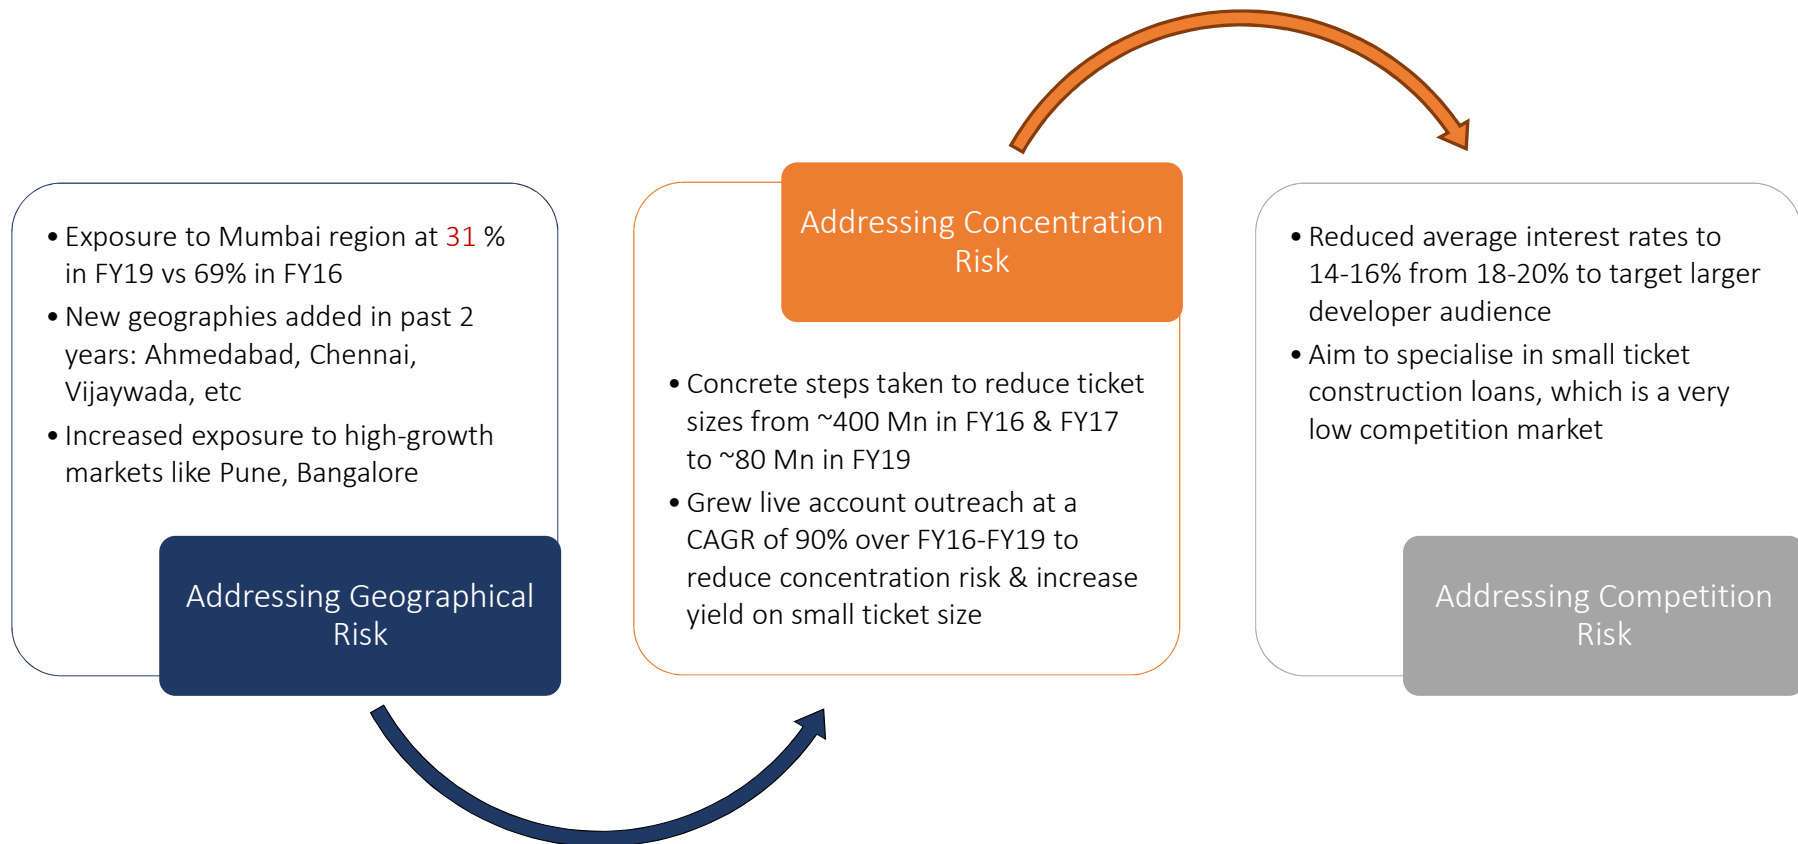 • Exposure to Mumbai region at 31 %
in FY19 vs 69% in FY16
• New geographies added in past 2
years: Ahmedabad, Chennai,
Vijaywada, etc
• Increased exposure to high-growth
markets like Pune, Bangalore
Addressing Geographical
Risk
Addressing Concentration
Risk
• Concrete steps taken to reduce ticket
sizes from ~400 Mn in FY16 & FY17
to ~80 Mn in FY19
• Grew live account outreach at a
CAGR of 90% over FY16-FY19 to
reduce concentration risk & increase
yield on small ticket size
• Reduced average interest rates to
14-16% from 18-20% to target larger
developer audience
• Aim to specialise in small ticket
construction loans, which is a very
low competition market
Addressing Competition
Risk